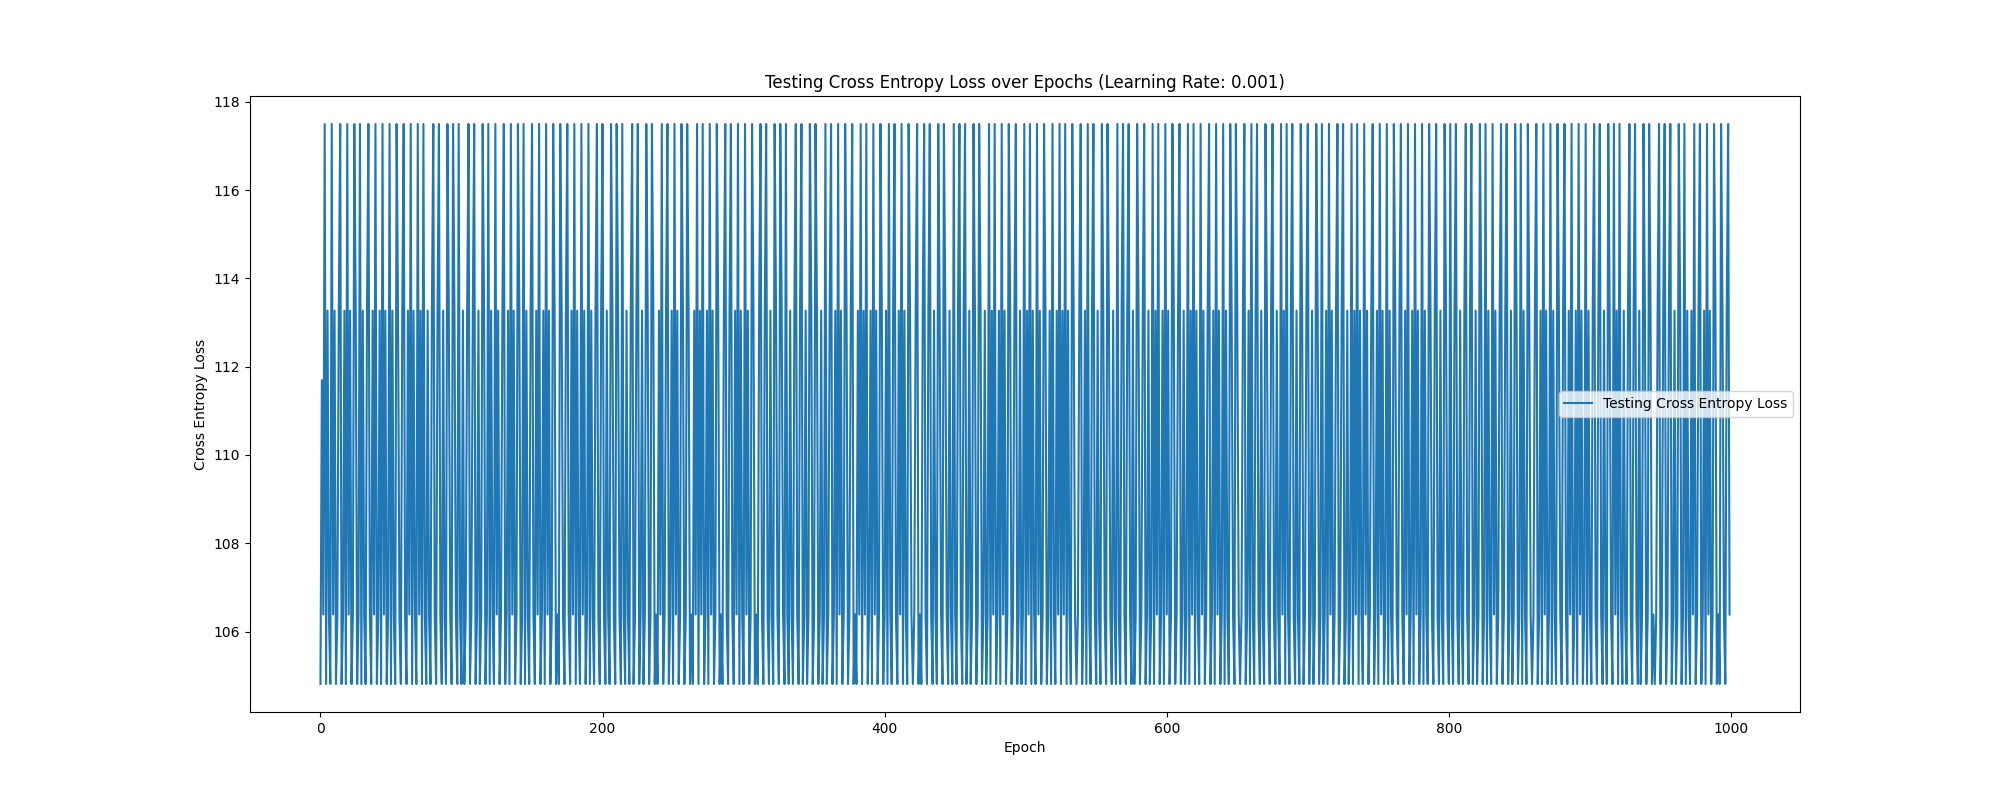 Testing Cross Entropy Loss over Epochs (Learning Rate: 0.001)
118
116
114
112
110
108
106
Cross Entropy Loss
Testing Cross Entropy Loss
0 200 400 600 800 1000
Epoch